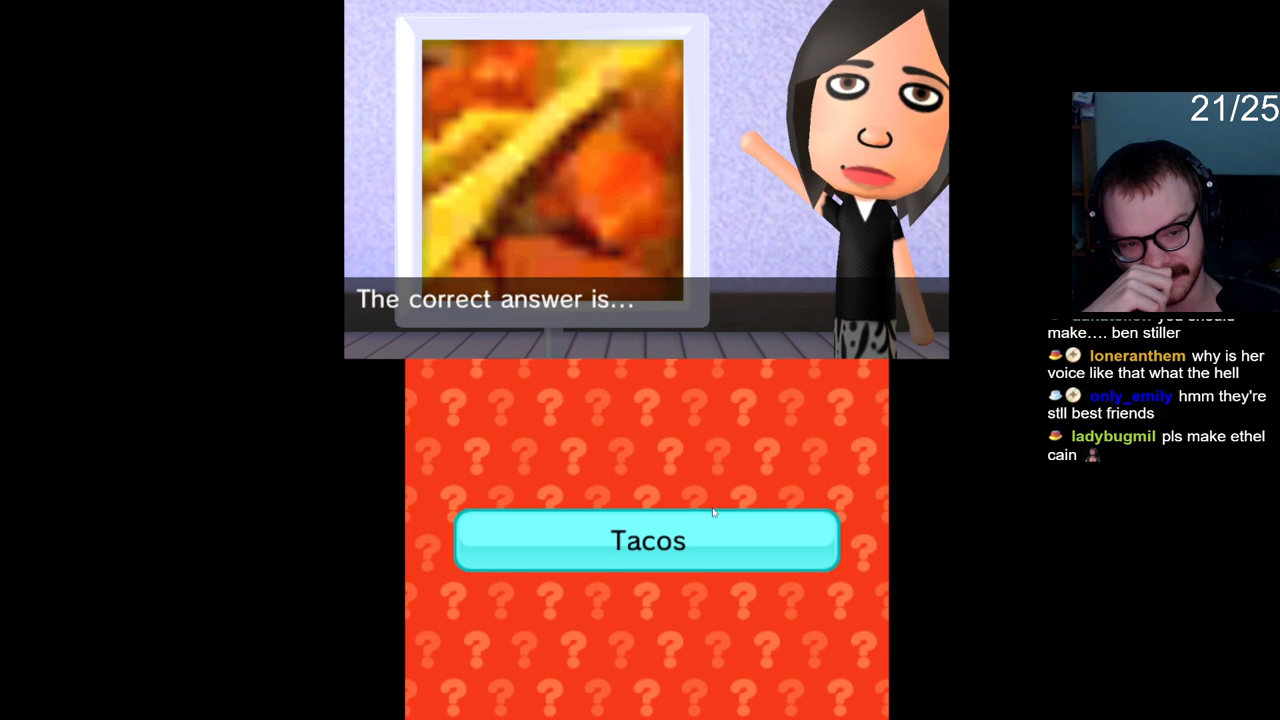 21/25
The correct answer is...
make.... ben stiller
loneranthem why is her
voice like that what the hell
only_emily hmm they're
stll best friends
ladybugmil pls make ethel
cain
Tacos